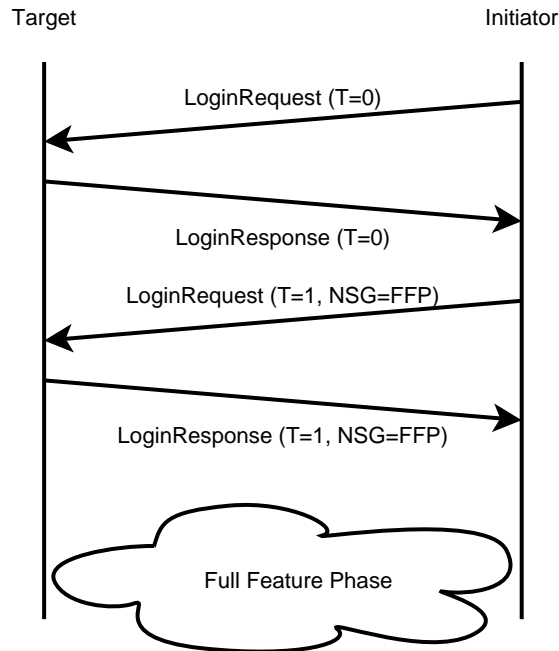 Target
Initiator
LoginRequest (T=0)
LoginResponse (T=0)
LoginRequest (T=1, NSG=FFP)
LoginResponse (T=1, NSG=FFP)
Full Feature Phase